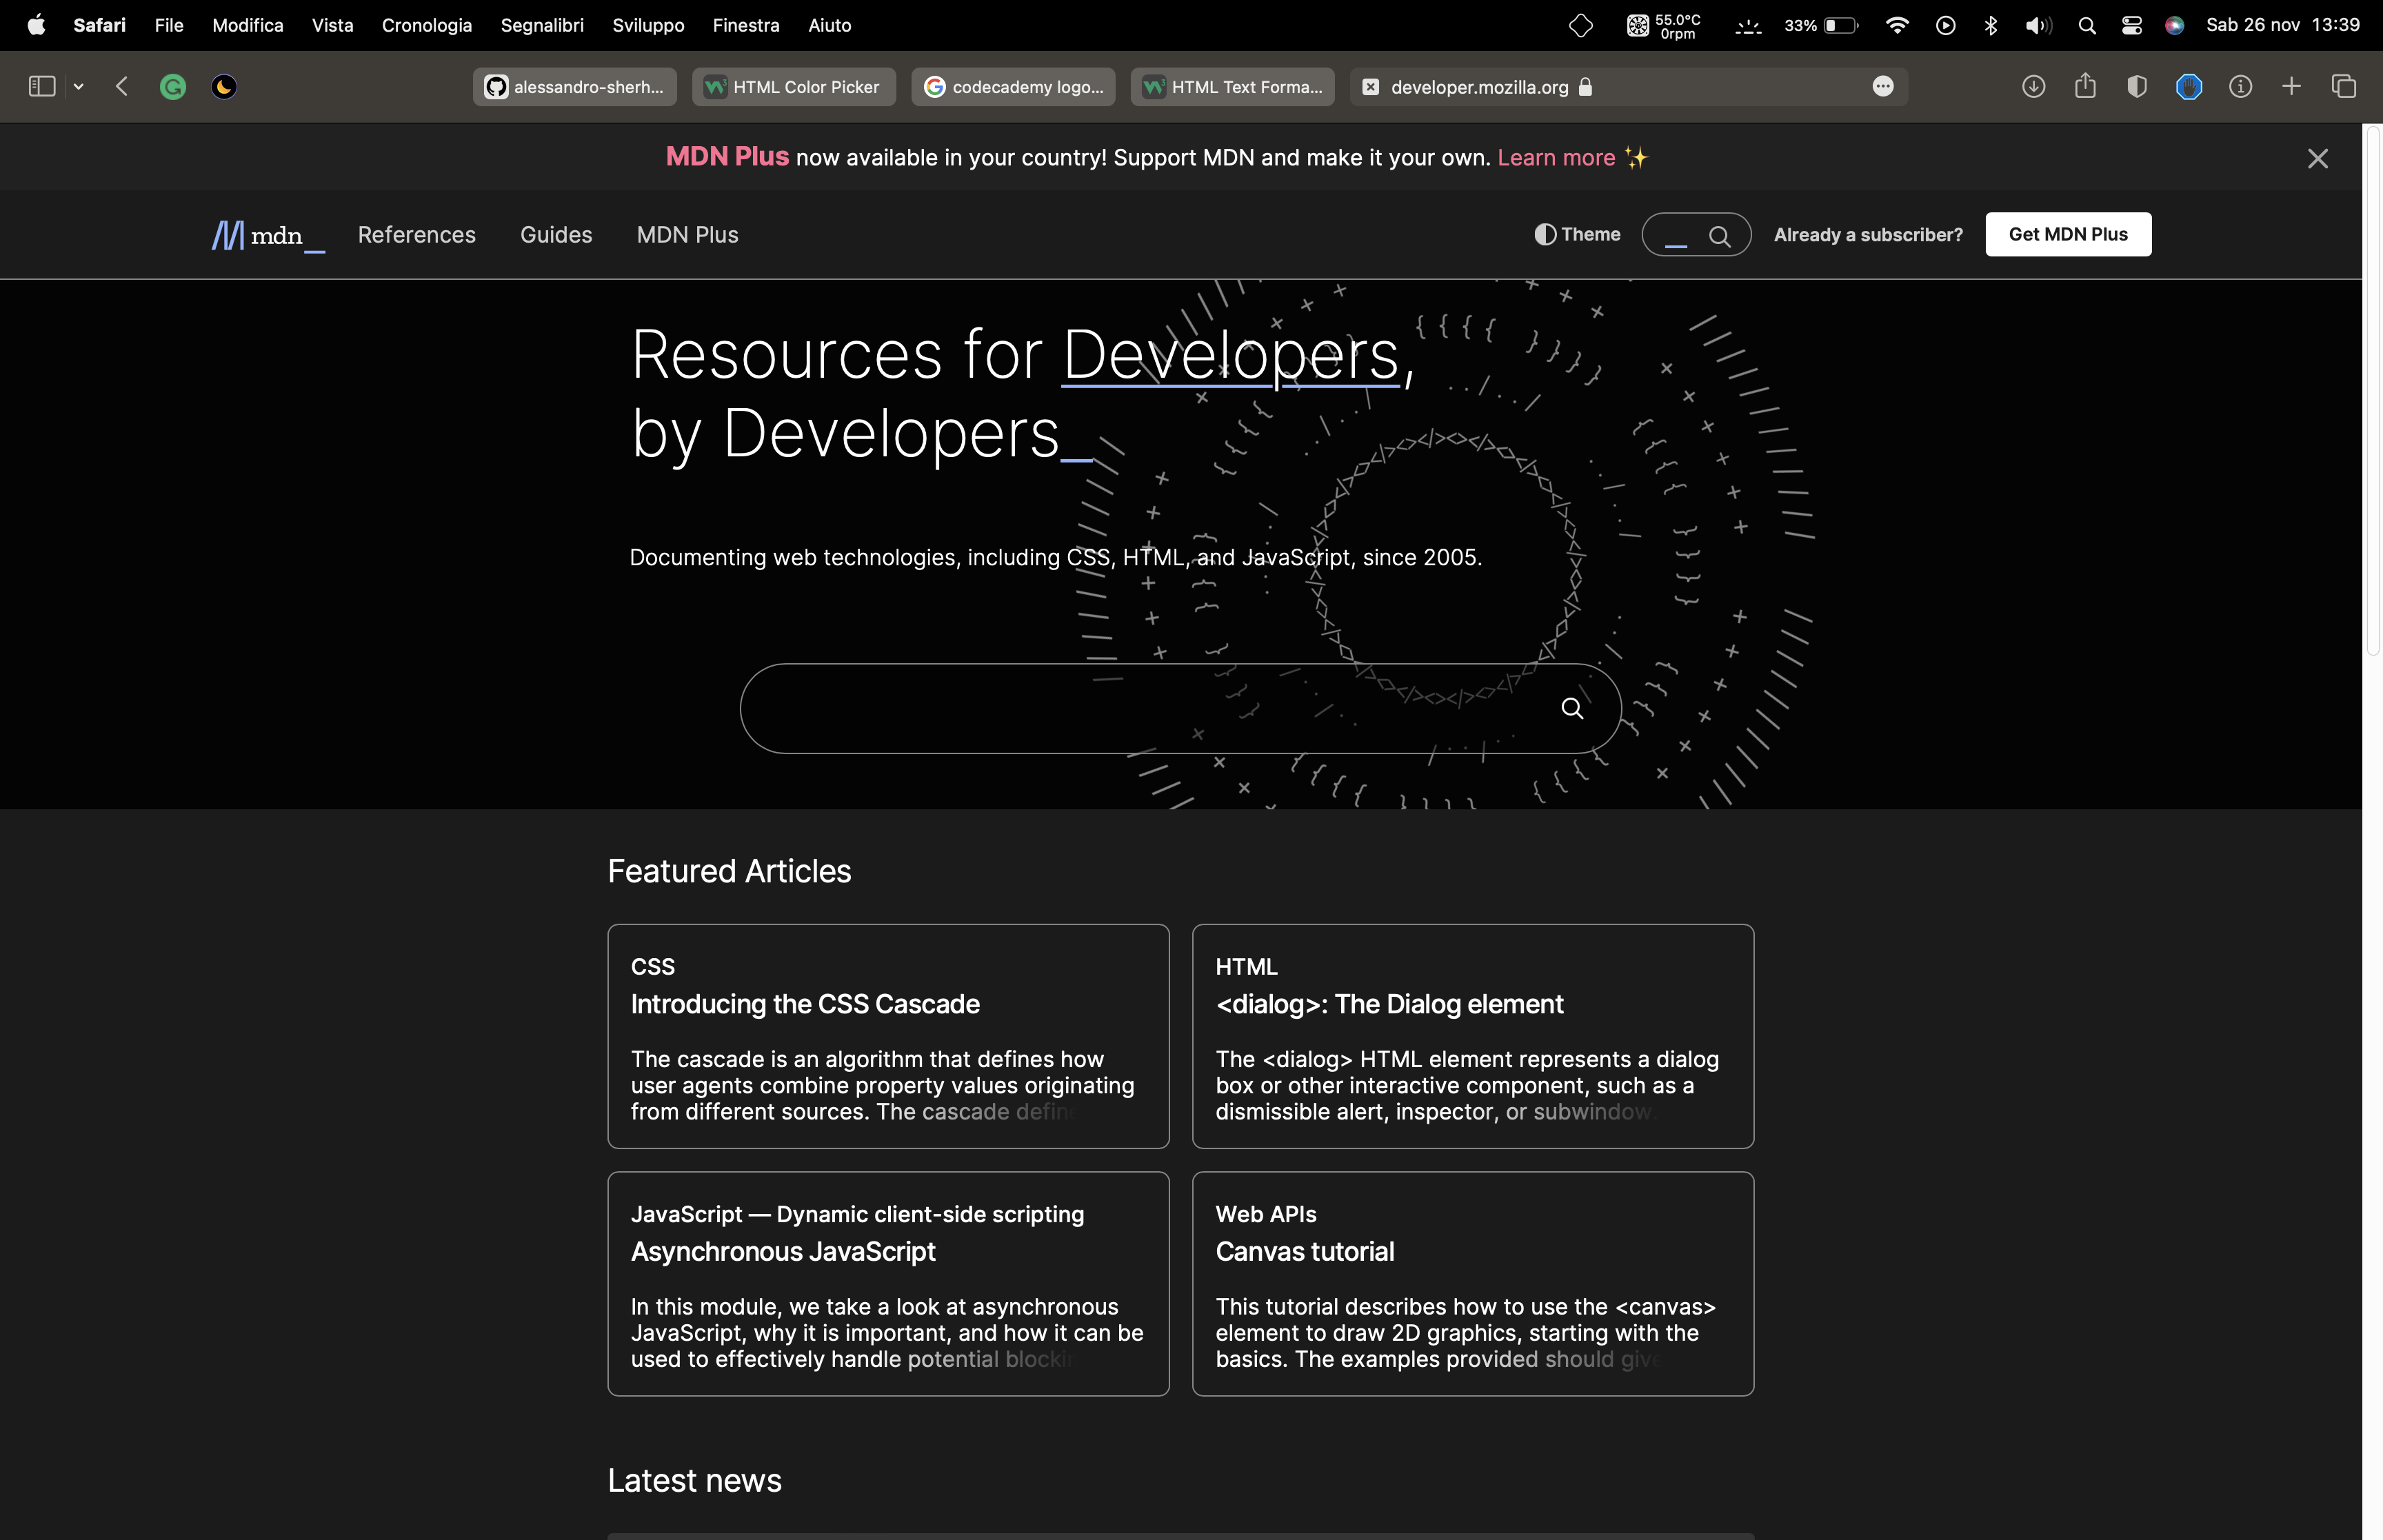 Safari File Modifica Vista Cronologia Segnalibri Sviluppo Finestra Aiuto 55.0°C 33% Sab 26 nov 13:39
0rpm
alessandro-sherh... HTML Color Picker codecademy logo... HTML Text Forma... developer.mozilla.org
MDN Plus now available in your country! Support MDN and make it your own. Learn more ✨
mdn_ References Guides MDN Plus Theme Already a subscriber? Get MDN Plus
Resources for Developers,
by Developers_
Documenting web technologies, including CSS, HTML, and JavaScript, since 2005.
Featured Articles
CSS
Introducing the CSS Cascade
The cascade is an algorithm that defines how
user agents combine property values originating
from different sources. The cascade
HTML
<dialog>: The Dialog element
The <dialog> HTML element represents a dialog
box or other interactive component, such as a
dismissible alert, inspector, or subwindow.
JavaScript — Dynamic client-side scripting
Asynchronous JavaScript
In this module, we take a look at asynchronous
JavaScript, why it is important, and how it can be
used to effectively handle potential
Web APIs
Canvas tutorial
This tutorial describes how to use the <canvas>
element to draw 2D graphics, starting with the
basics. The examples provided should
Latest news